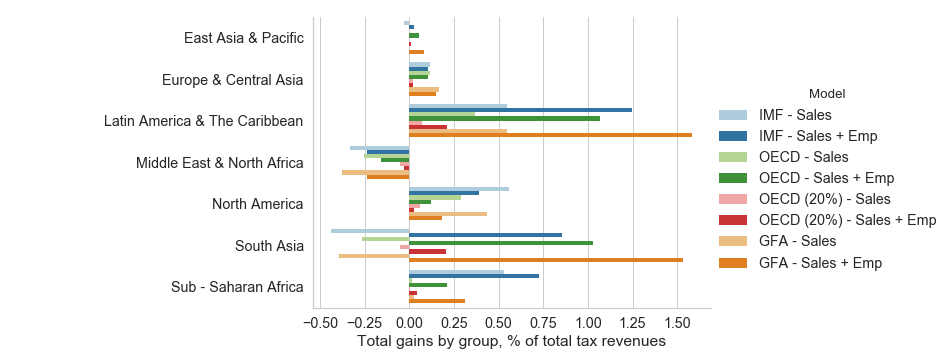 East Asia & Pacific
Europe & Central Asia
Latin America & The Caribbean
Middle East & North Africa
North America
South Asia
Sub - Saharan Africa
−0.50 −0.25 0.00 0.25 0.50 0.75 1.00 1.25 1.50
Total gains by group, % of total tax revenues
Model
IMF - Sales
IMF - Sales + Emp
OECD - Sales
OECD - Sales + Emp
OECD (20%) - Sales
OECD (20%) - Sales + Emp
GFA - Sales
GFA - Sales + Emp